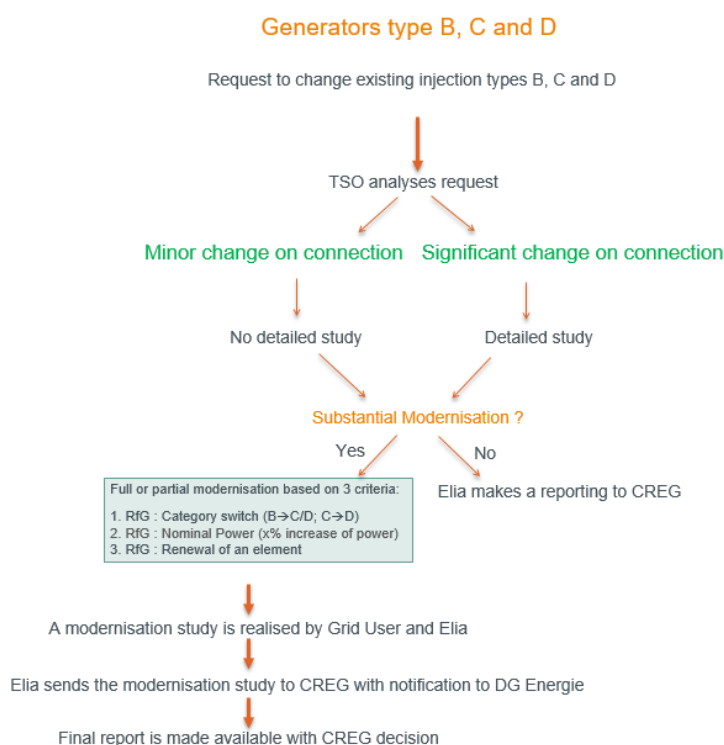 Generators type B, C and D
Request to change existing injection types B, C and D
TSO analyses request
Minor change on connection
Significant change on connection
No detailed study
Detailed study
Substantial Modernisation ?
Yes
No
Full or partial modernisation based on 3 criteria:
1. RfG : Category switch (B→C/D; C→D)
2. RfG : Nominal Power (x% increase of power)
3. RfG : Renewal of an element
Elia makes a reporting to CREG
A modernisation study is realised by Grid User and Elia
Elia sends the modernisation study to CREG with notification to DG Energie
Final report is made available with CREG decision